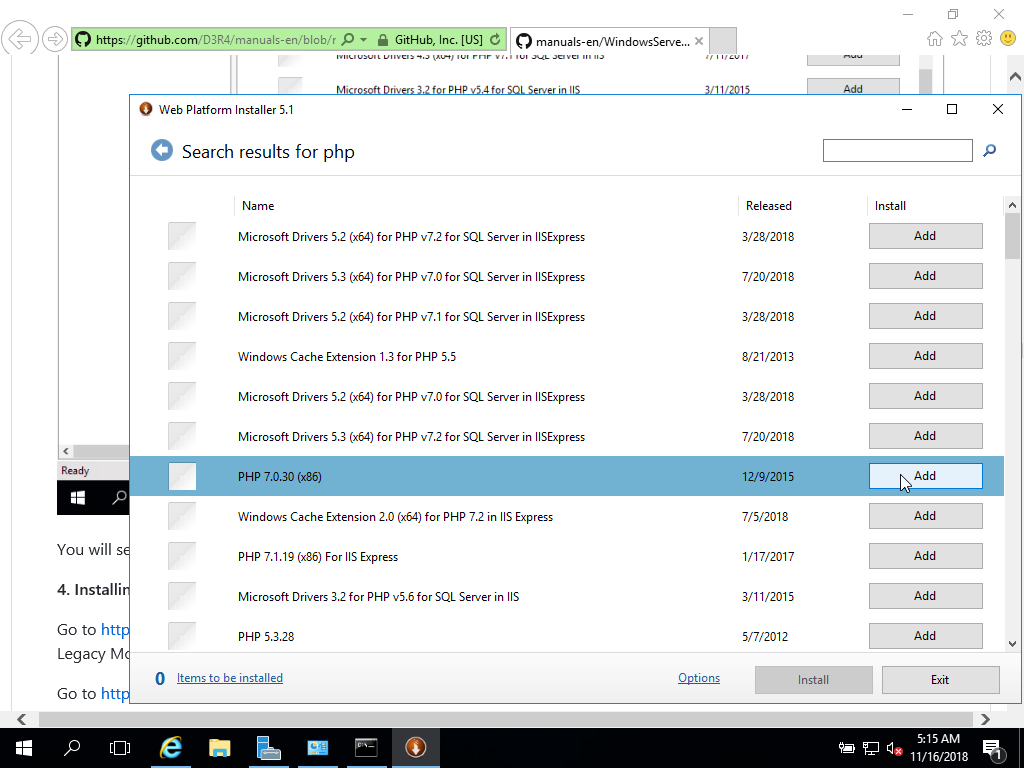 https://github.com/D3R4/manuals-en/blob/r
GitHub, Inc. [US]
manuals-en/WindowsServe...
Microsoft Drivers 4.3 (x64) for PHP v7.1 for SQL Server in IIS 7/11/2017 Add
Microsoft Drivers 3.2 for PHP v5.4 for SQL Server in IIS 3/11/2015 Add
Web Platform Installer 5.1
Search results for php
Name Released Install
Microsoft Drivers 5.2 (x64) for PHP v7.2 for SQL Server in IISExpress 3/28/2018 Add
Microsoft Drivers 5.3 (x64) for PHP v7.0 for SQL Server in IISExpress 7/20/2018 Add
Microsoft Drivers 5.2 (x64) for PHP v7.1 for SQL Server in IISExpress 3/28/2018 Add
Windows Cache Extension 1.3 for PHP 5.5 8/21/2013 Add
Microsoft Drivers 5.2 (x64) for PHP v7.0 for SQL Server in IISExpress 3/28/2018 Add
Microsoft Drivers 5.3 (x64) for PHP v7.2 for SQL Server in IISExpress 7/20/2018 Add
PHP 7.0.30 (x86) 12/9/2015 Add
Windows Cache Extension 2.0 (x64) for PHP 7.2 in IIS Express 7/5/2018 Add
PHP 7.1.19 (x86) For IIS Express 1/17/2017 Add
Microsoft Drivers 3.2 for PHP v5.6 for SQL Server in IIS 3/11/2015 Add
PHP 5.3.28 5/7/2012 Add
0 Items to be installed Options Install Exit
Ready
You will se
4. Installin
Go to http
Legacy Mo
Go to http
5:15 AM
11/16/2018
1